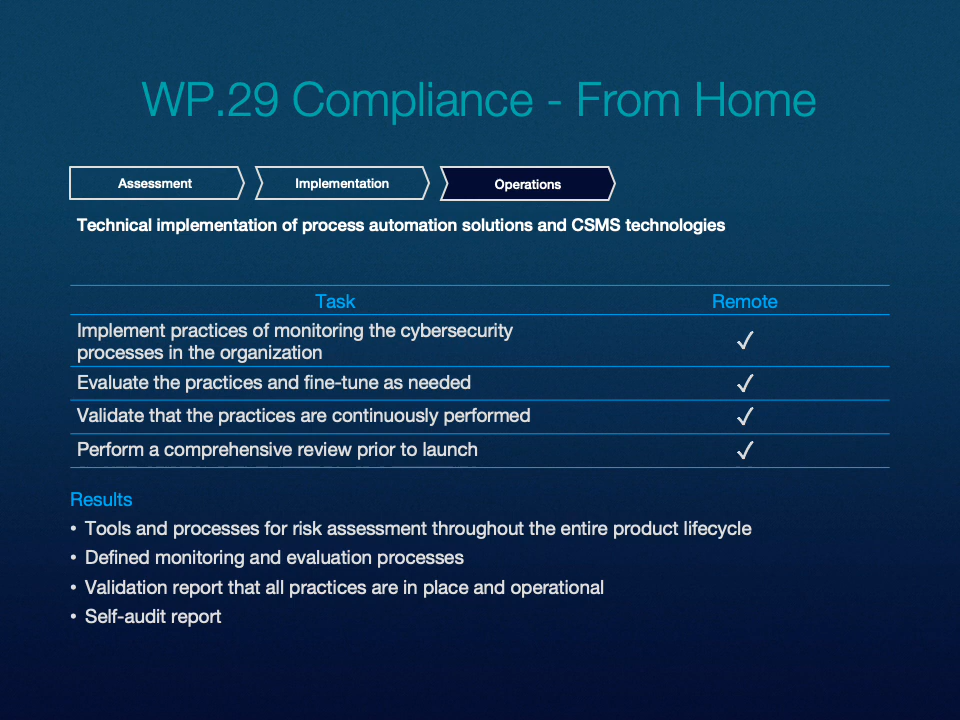 WP.29 Compliance - From Home
Assessment
Implementation
Operations
Technical implementation of process automation solutions and CSMS technologies
Task
Remote
Implement practices of monitoring the cybersecurity
processes in the organization
✓
Evaluate the practices and fine-tune as needed
✓
Validate that the practices are continuously performed
✓
Perform a comprehensive review prior to launch
✓
Results
• Tools and processes for risk assessment throughout the entire product lifecycle
• Defined monitoring and evaluation processes
• Validation report that all practices are in place and operational
• Self-audit report